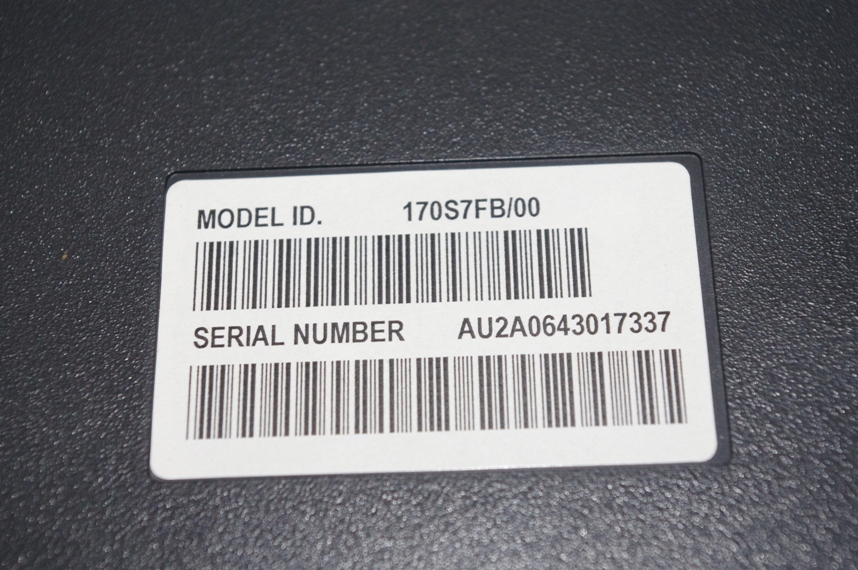 MODEL ID. 170S7FB/00
SERIAL NUMBER AU2A0643017337